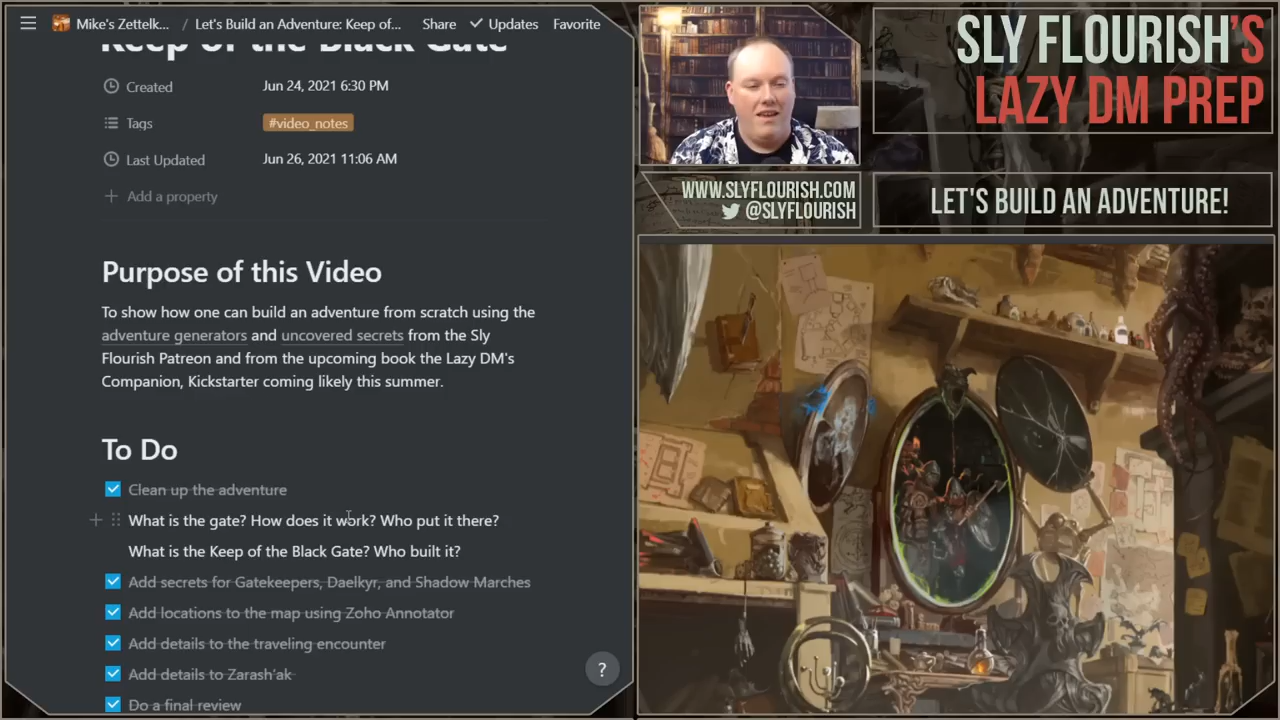 Mike's Zettelk... / Let's Build an Adventure: Keep of... Share Updates Favorite
Keep of the Black Gate
Created Jun 24, 2021 6:30 PM
Tags #video_notes
Last Updated Jun 26, 2021 11:06 AM
+ Add a property
Purpose of this Video
To show how one can build an adventure from scratch using the
adventure generators and uncovered secrets from the Sly
Flourish Patreon and from the upcoming book the Lazy DM's
Companion, Kickstarter coming likely this summer.
To Do
Clean up the adventure
What is the gate? How does it work? Who put it there?
What is the Keep of the Black Gate? Who built it?
Add secrets for Gatekeepers, Daelkyr, and Shadow Marches
Add locations to the map using Zoho Annotator
Add details to the traveling encounter
Add details to Zarash'ak
Do a final review
?
SLY FLOURISH'S
LAZY DM PREP
WWW.SLYFLOURISH.COM
@SLYFLOURISH
LET'S BUILD AN ADVENTURE!